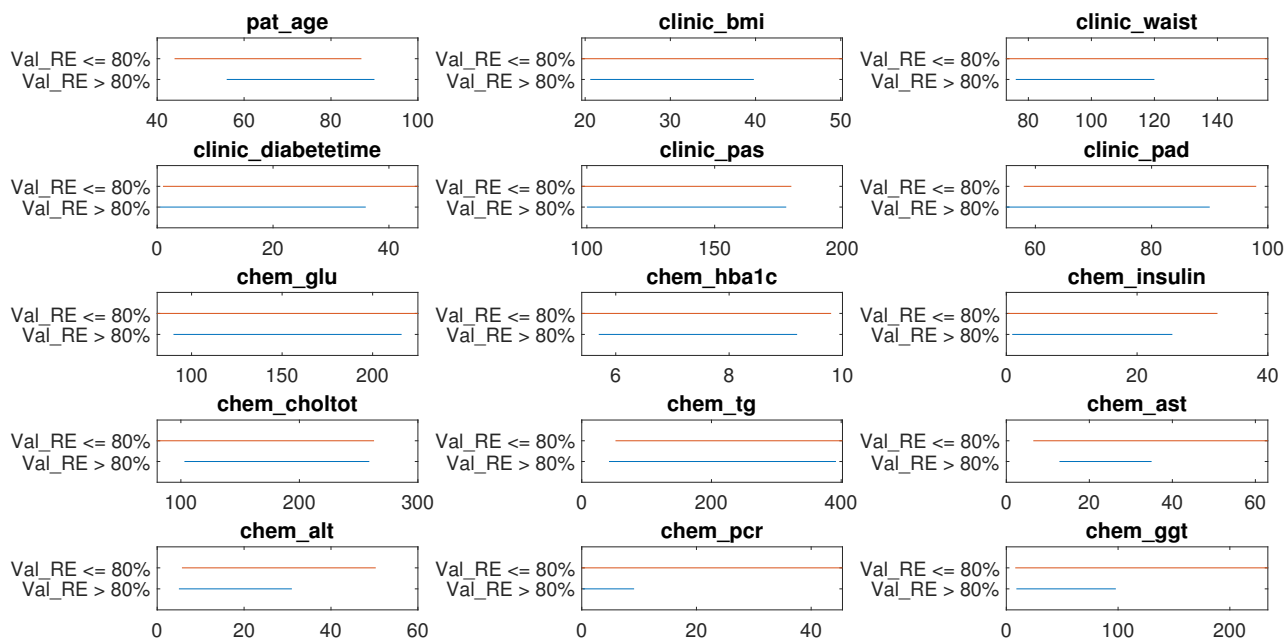 pat_age
clinic_bmi
clinic_waist
Val_RE <= 80%
Val_RE > 80%
40 60 80 100
Val_RE <= 80%
Val_RE > 80%
20 30 40 50
Val_RE <= 80%
Val_RE > 80%
80 100 120 140
clinic_diabetetime
clinic_pas
clinic_pad
Val_RE <= 80%
Val_RE > 80%
0 20 40
Val_RE <= 80%
Val_RE > 80%
100 150 200
Val_RE <= 80%
Val_RE > 80%
60 80 100
chem_glu
chem_hba1c
chem_insulin
Val_RE <= 80%
Val_RE > 80%
100 150 200
Val_RE <= 80%
Val_RE > 80%
6 8 10
Val_RE <= 80%
Val_RE > 80%
0 20 40
chem_choltot
chem_tg
chem_ast
Val_RE <= 80%
Val_RE > 80%
100 200 300
Val_RE <= 80%
Val_RE > 80%
0 200 400
Val_RE <= 80%
Val_RE > 80%
0 20 40 60
chem_alt
chem_pcr
chem_ggt
Val_RE <= 80%
Val_RE > 80%
0 20 40 60
Val_RE <= 80%
Val_RE > 80%
0 20 40
Val_RE <= 80%
Val_RE > 80%
0 100 200